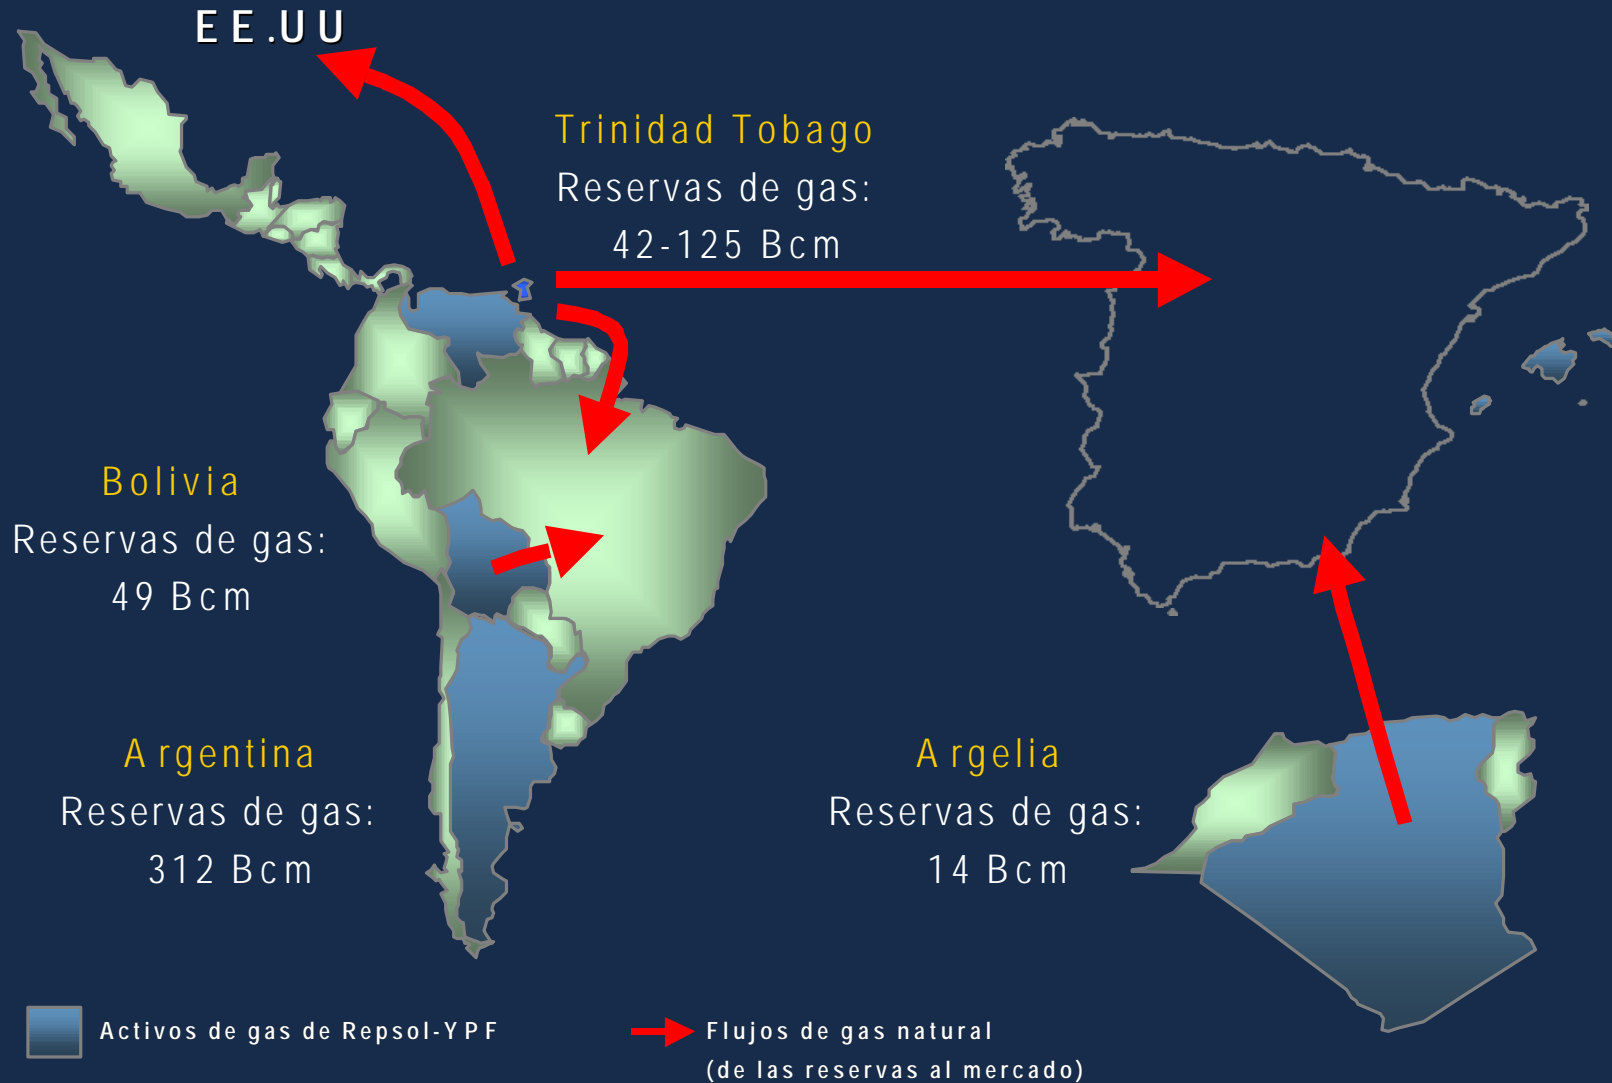 EE.UU
Trinidad Tobago
Reservas de gas:
42-125 Bcm
Bolivia
Reservas de gas:
49 Bcm
Argentina
Reservas de gas:
312 Bcm
Argelia
Reservas de gas:
14 Bcm
Activos de gas de Repsol-YPF
Flujos de gas natural
(de las reservas al mercado)